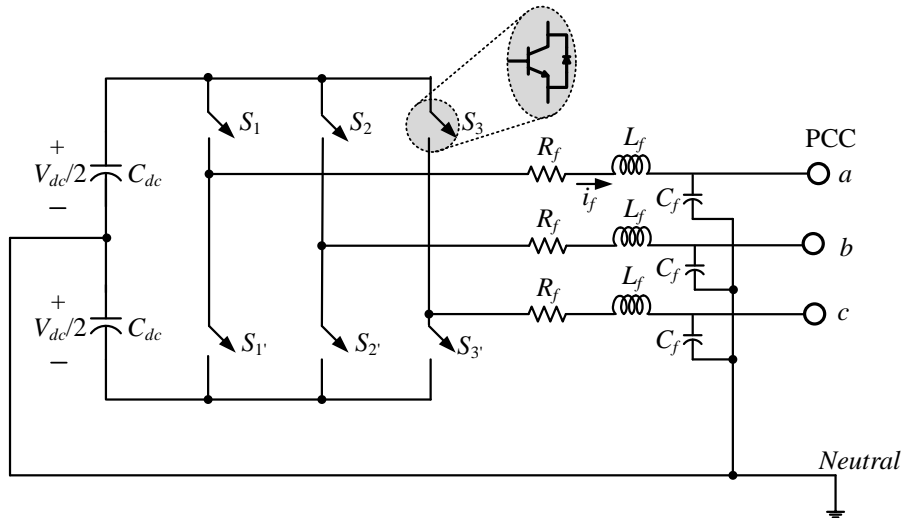 S1
S2
S3
+
Vdc/2
−
Cdc
Rf
if
Lf
PCC
a
Cf
Rf
Lf
b
Cf
+
Vdc/2
−
Cdc
Rf
Lf
c
Cf
S1'
S2'
S3'
Neutral